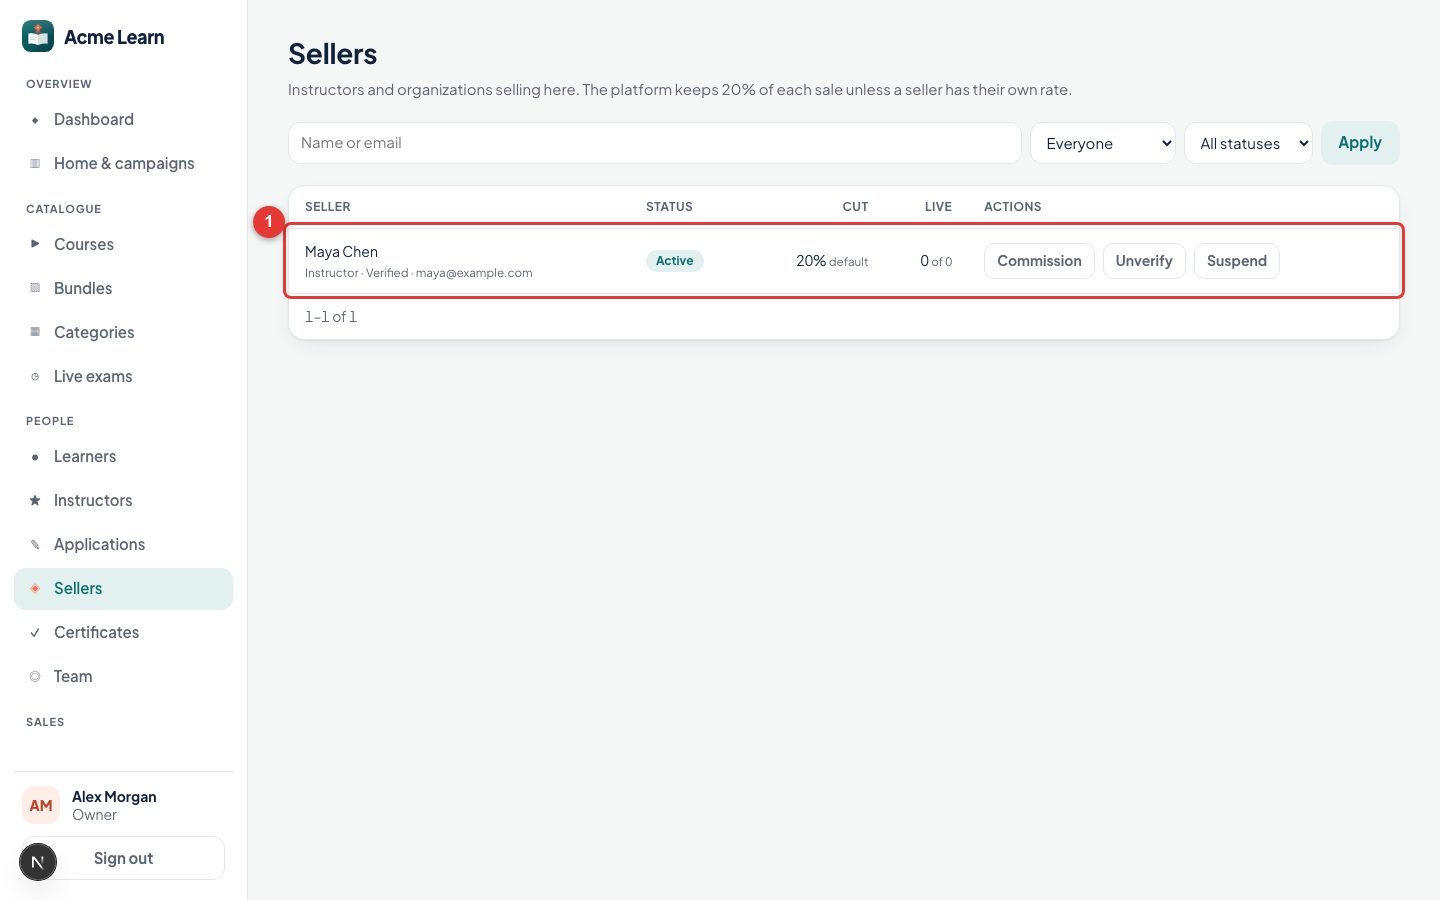 Acme Learn
OVERVIEW
Dashboard
Home & campaigns
CATALOGUE
Courses
Bundles
Categories
Live exams
PEOPLE
Learners
Instructors
Applications
Sellers
Certificates
Team
SALES
AM
Alex Morgan
Owner
N
Sign out
Sellers
Instructors and organizations selling here. The platform keeps 20% of each sale unless a seller has their own rate.
Name or email
Everyone
All statuses
Apply
SELLER STATUS CUT LIVE ACTIONS
1
Maya Chen
Instructor · Verified · maya@example.com
Active
20% default
0 of 0
Commission
Unverify
Suspend
1–1 of 1